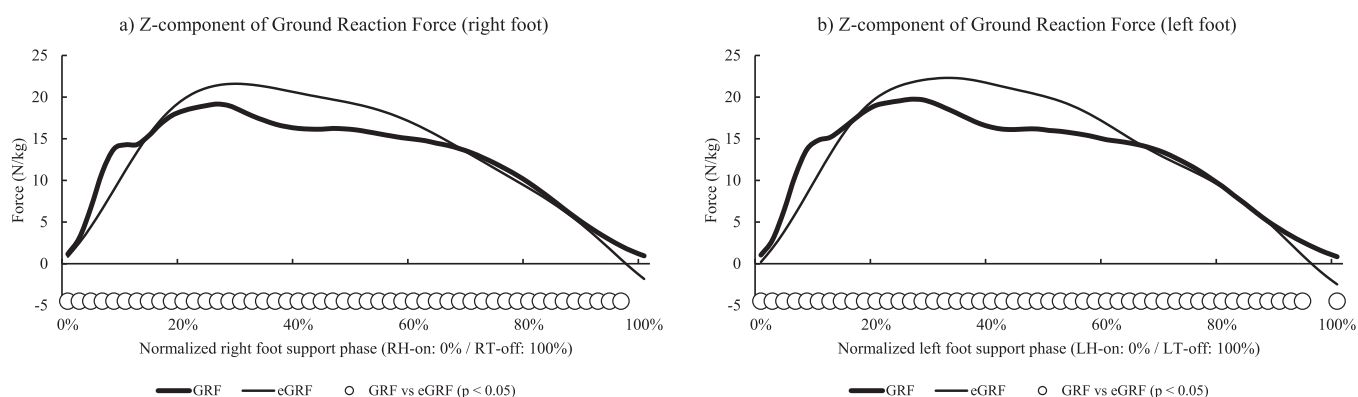 a) Z-component of Ground Reaction Force (right foot)
25
20
15
10
5
0
-5
Force (N/kg)
0% 20% 40% 60% 80% 100%
Normalized right foot support phase (RH-on: 0% / RT-off: 100%)
GRF eGRF GRF vs eGRF (p < 0.05)
b) Z-component of Ground Reaction Force (left foot)
25
20
15
10
5
0
-5
Force (N/kg)
0% 20% 40% 60% 80% 100%
Normalized left foot support phase (LH-on: 0% / LT-off: 100%)
GRF eGRF GRF vs eGRF (p < 0.05)